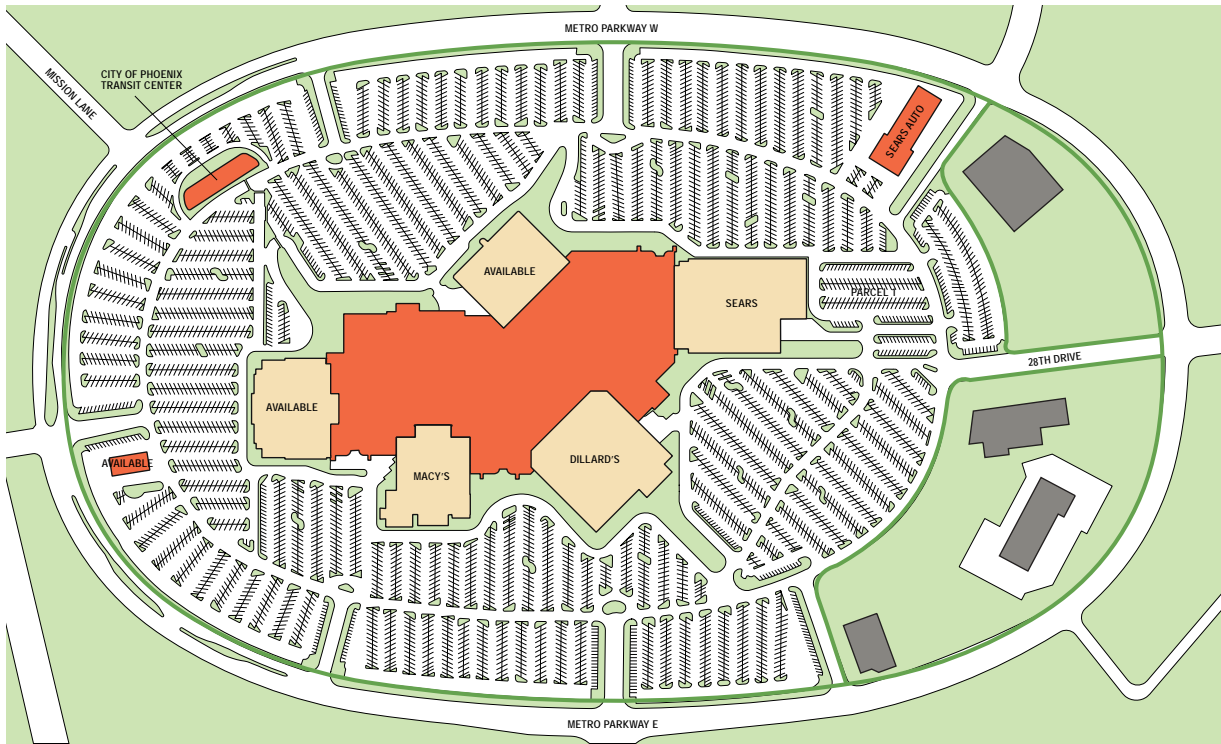 METRO PARKWAY W
MISSION LANE
CITY OF PHOENIX
TRANSIT CENTER
SEARS AUTO
AVAILABLE
SEARS
PARCEL 1
28TH DRIVE
AVAILABLE
AVAILABLE
MACY'S
DILLARD'S
METRO PARKWAY E